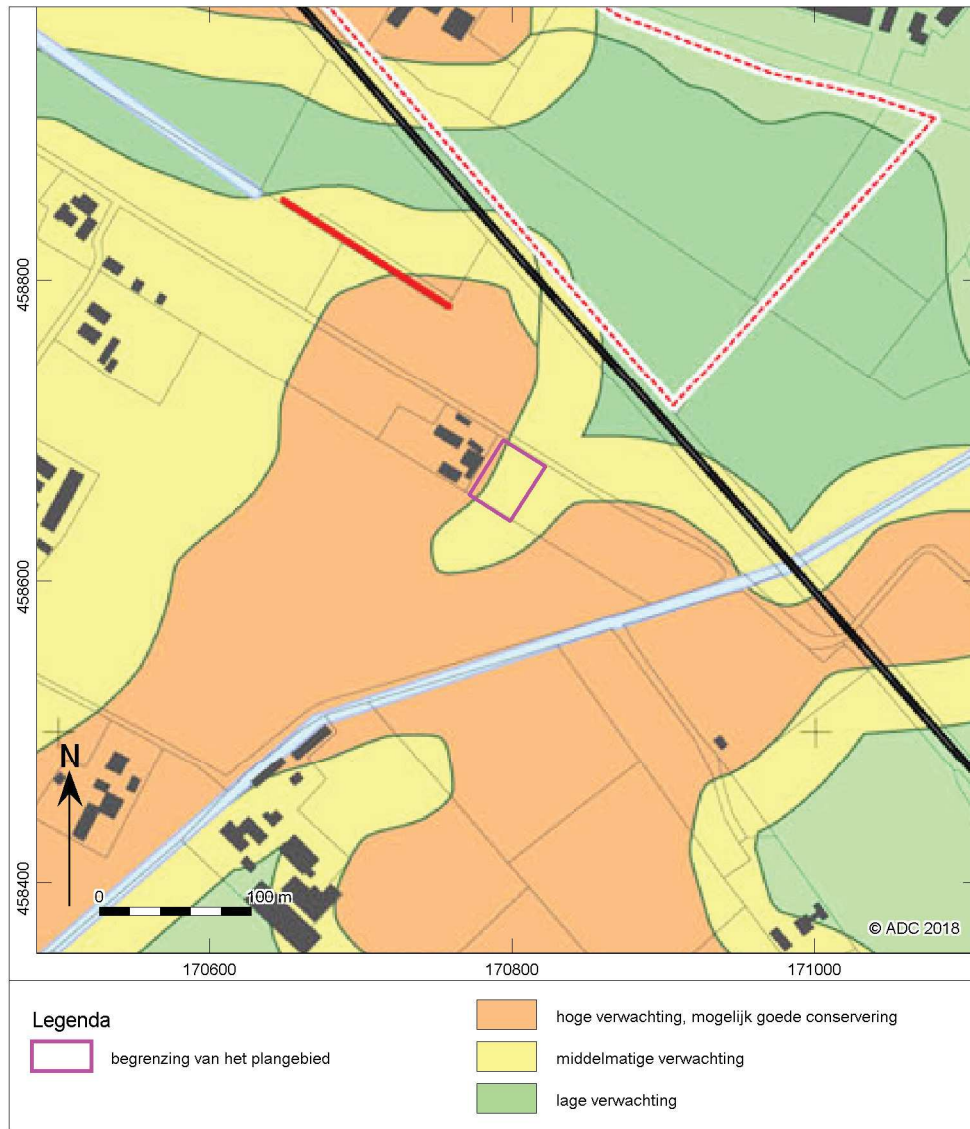 458800
458600
458400
N
0 100 m
© ADC 2018
170600 170800 171000
Legenda
begrenzing van het plangebied
hoge verwachting, mogelijk goede conservering
middelmatige verwachting
lage verwachting